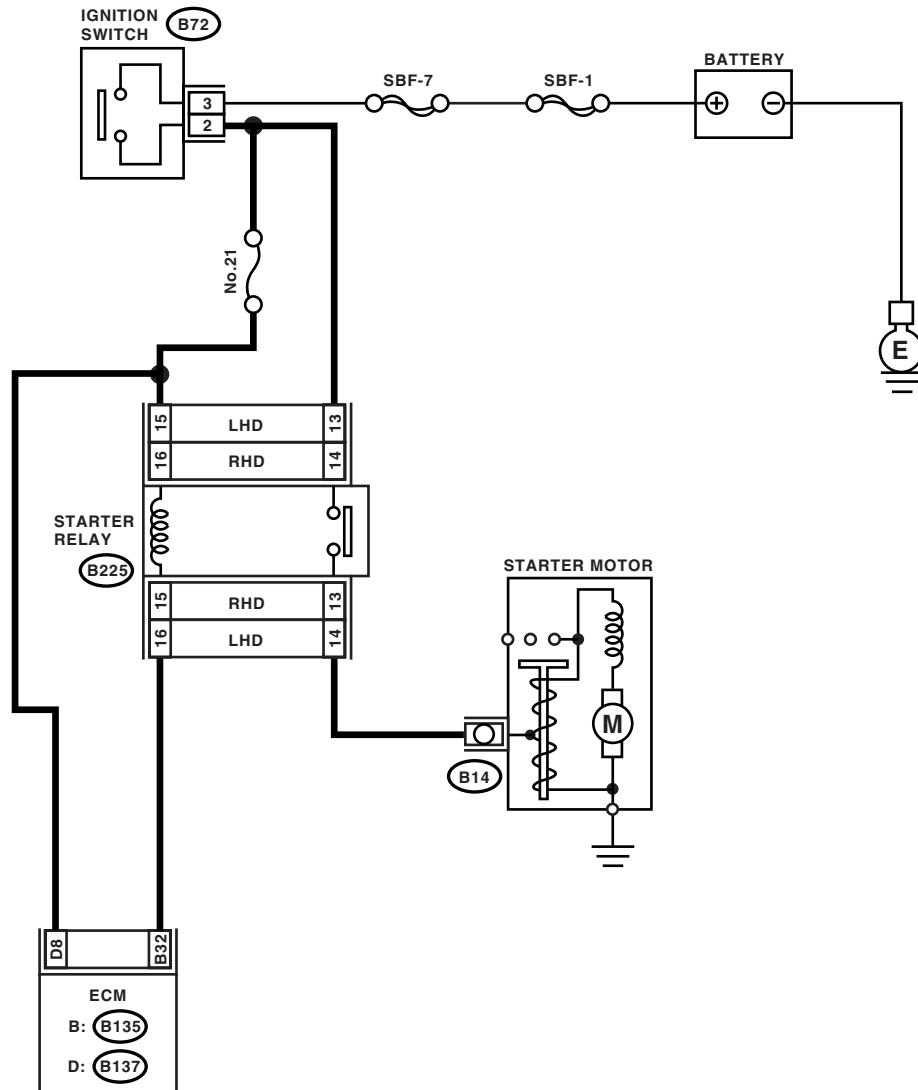 IGNITION
SWITCH
B72
BATTERY
SBF-7
SBF-1
3
2
+
−
No.21
E
15
LHD
13
16
RHD
14
STARTER
RELAY
B225
15
RHD
13
16
LHD
14
STARTER MOTOR
M
B14
D8
B32
ECM
B: B135
D: B137